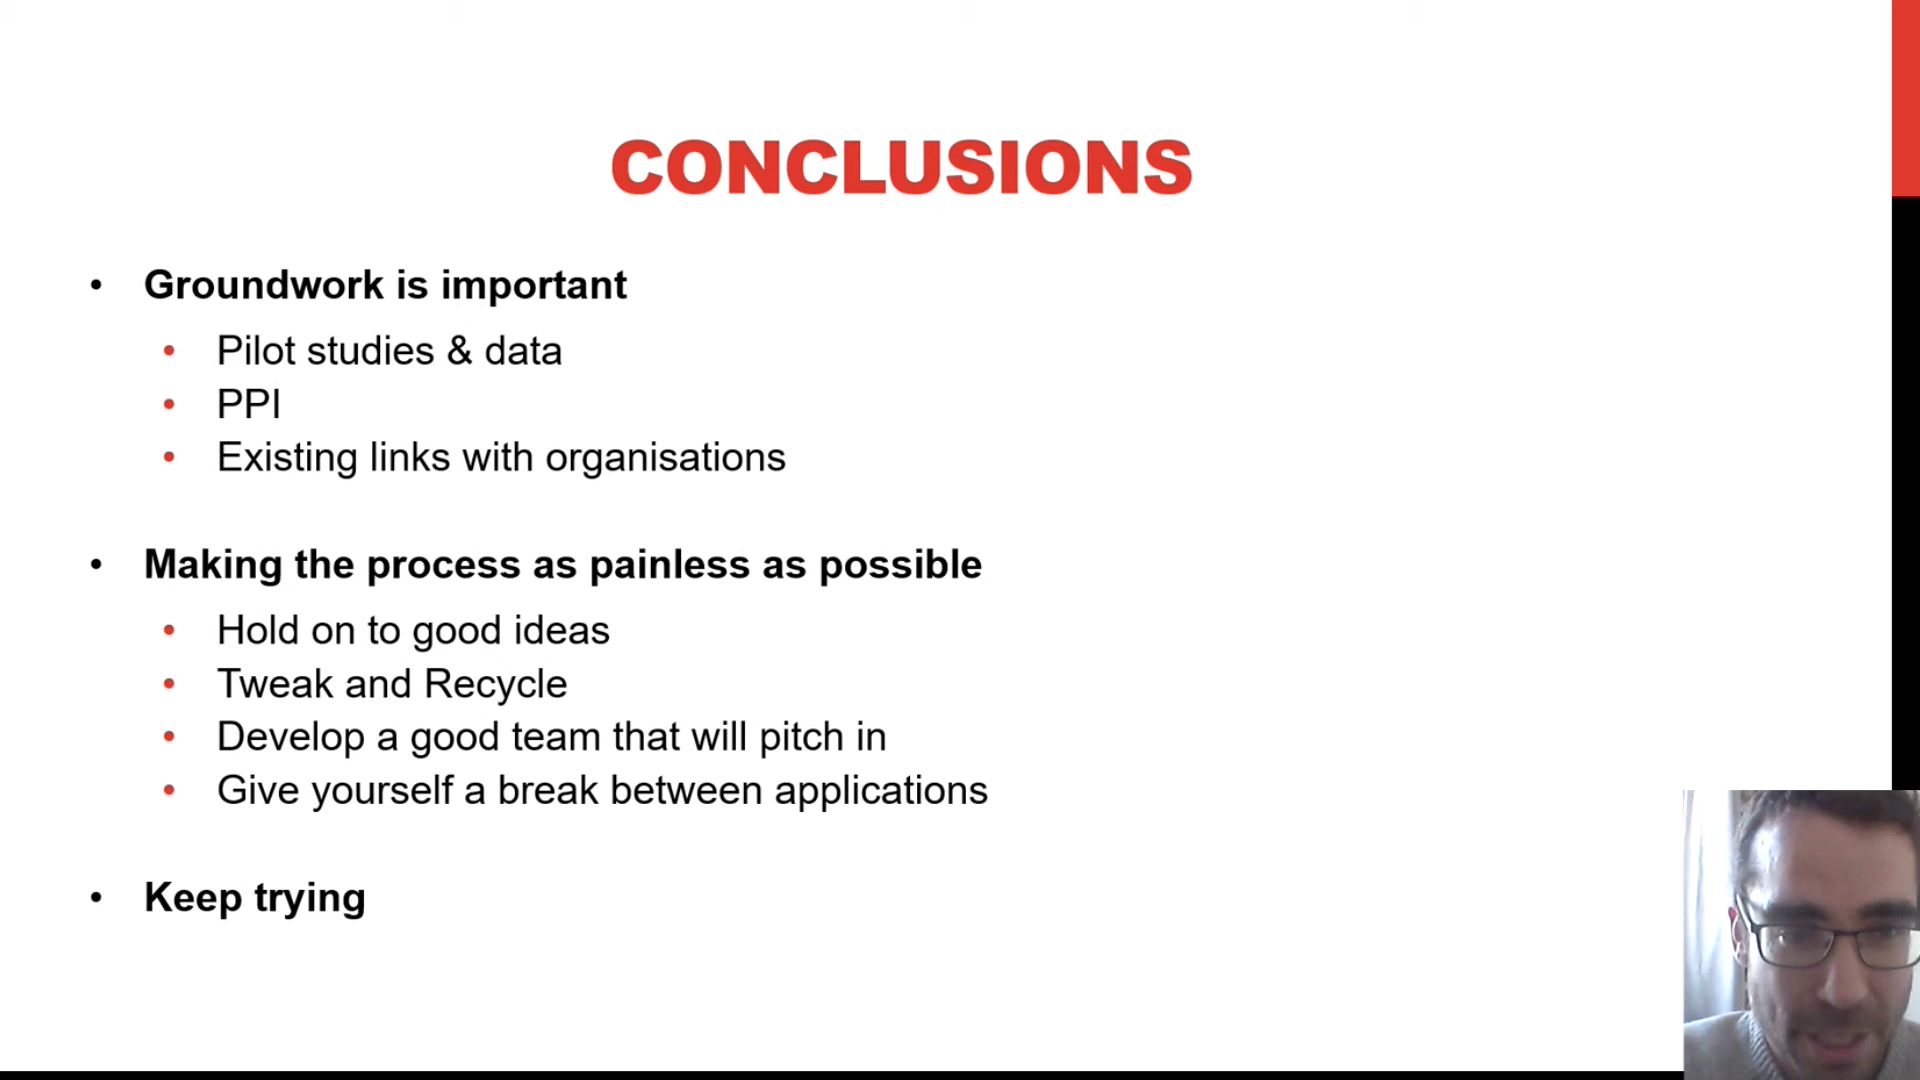 CONCLUSIONS
• Groundwork is important
• Pilot studies & data
• PPI
• Existing links with organisations
• Making the process as painless as possible
• Hold on to good ideas
• Tweak and Recycle
• Develop a good team that will pitch in
• Give yourself a break between applications
• Keep trying